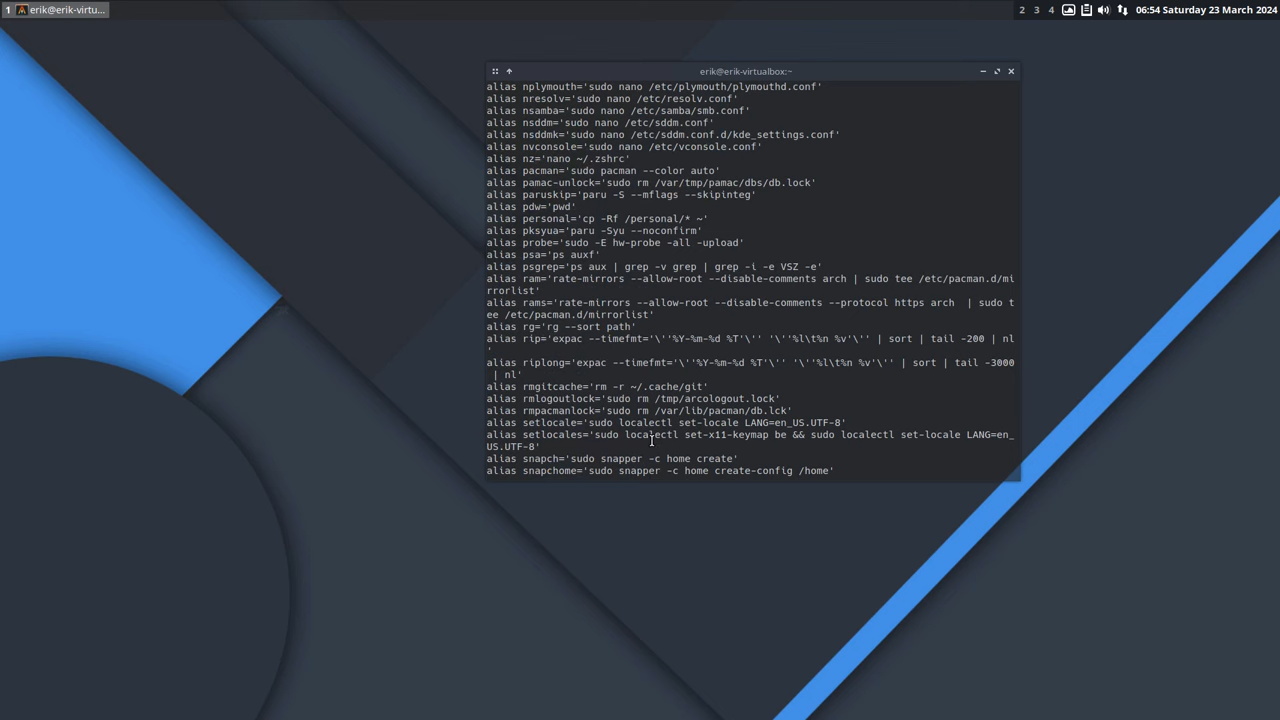 1 erik@erik-virtu...
2 3 4 06:54 Saturday 23 March 2024
erik@erik-virtualbox:~
alias nplymouth='sudo nano /etc/plymouth/plymouthd.conf'
alias nresolv='sudo nano /etc/resolv.conf'
alias nsamba='sudo nano /etc/samba/smb.conf'
alias nsddm='sudo nano /etc/sddm.conf'
alias nsddmk='sudo nano /etc/sddm.conf.d/kde_settings.conf'
alias nvconsole='sudo nano /etc/vconsole.conf'
alias nz='nano ~/.zshrc'
alias pacman='sudo pacman --color auto'
alias pamac-unlock='sudo rm /var/tmp/pamac/dbs/db.lock'
alias paruskip='paru -S --mflags --skipinteg'
alias pdw='pwd'
alias personal='cp -Rf /personal/* ~'
alias pksyua='paru -Syu --noconfirm'
alias probe='sudo -E hw-probe -all -upload'
alias psa='ps auxf'
alias psgrep='ps aux | grep -v grep | grep -i -e VSZ -e'
alias ram='rate-mirrors --allow-root --disable-comments arch | sudo tee /etc/pacman.d/mi
rrorlist'
alias rams='rate-mirrors --allow-root --disable-comments --protocol https arch  | sudo t
ee /etc/pacman.d/mirrorlist'
alias rg='rg --sort path'
alias rip='expac --timefmt='\''%Y-%m-%d %T'\'' '\''%l\t%n %v'\'' | sort | tail -200 | nl
'
alias riplong='expac --timefmt='\''%Y-%m-%d %T'\'' '\''%l\t%n %v'\'' | sort | tail -3000
 | nl'
alias rmgitcache='rm -r ~/.cache/git'
alias rmlogoutlock='sudo rm /tmp/arcologout.lock'
alias rmpacmanlock='sudo rm /var/lib/pacman/db.lck'
alias setlocale='sudo localectl set-locale LANG=en_US.UTF-8'
alias setlocales='sudo localectl set-x11-keymap be && sudo localectl set-locale LANG=en_
US.UTF-8'
alias snapch='sudo snapper -c home create'
alias snapchome='sudo snapper -c home create-config /home'